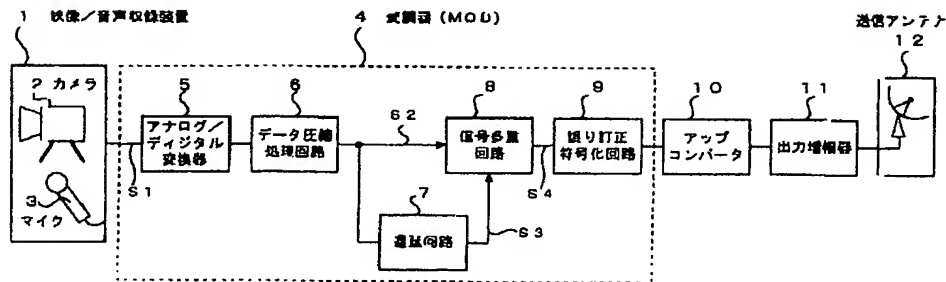 1 映像/音声収録装置
4 変調器(MOD)
送信アンテナ
12
2 カメラ
5
6
8
9
10
11
アナログ/
ディジタル
変換器
データ圧縮
処理回路
S2
信号多重
回路
誤り訂正
符号化回路
アップ
コンバータ
出力増幅器
S1
S4
3
マイク
7
遅延回路
S3